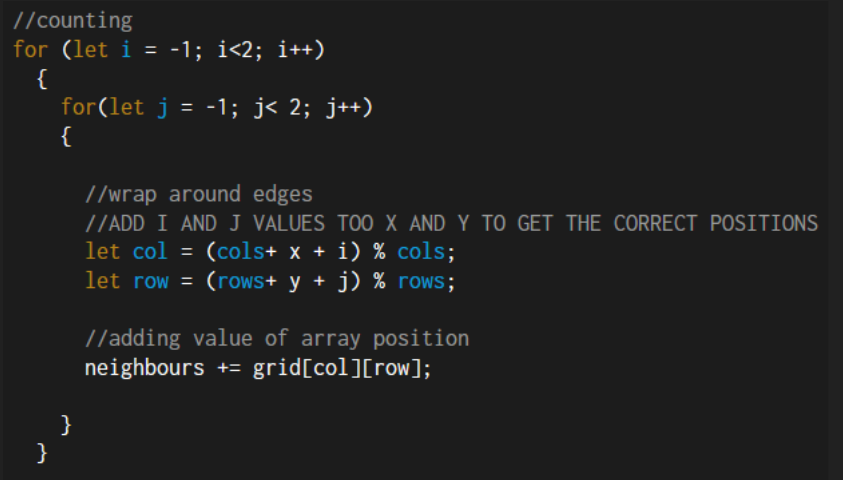 //counting
for (let i = -1; i<2; i++)
{
for(let j = -1; j< 2; j++)
{
//wrap around edges
//ADD I AND J VALUES TOO X AND Y TO GET THE CORRECT POSITIONS
let col = (cols+ x + i) % cols;
let row = (rows+ y + j) % rows;
//adding value of array position
neighbours += grid[col][row];
}
}